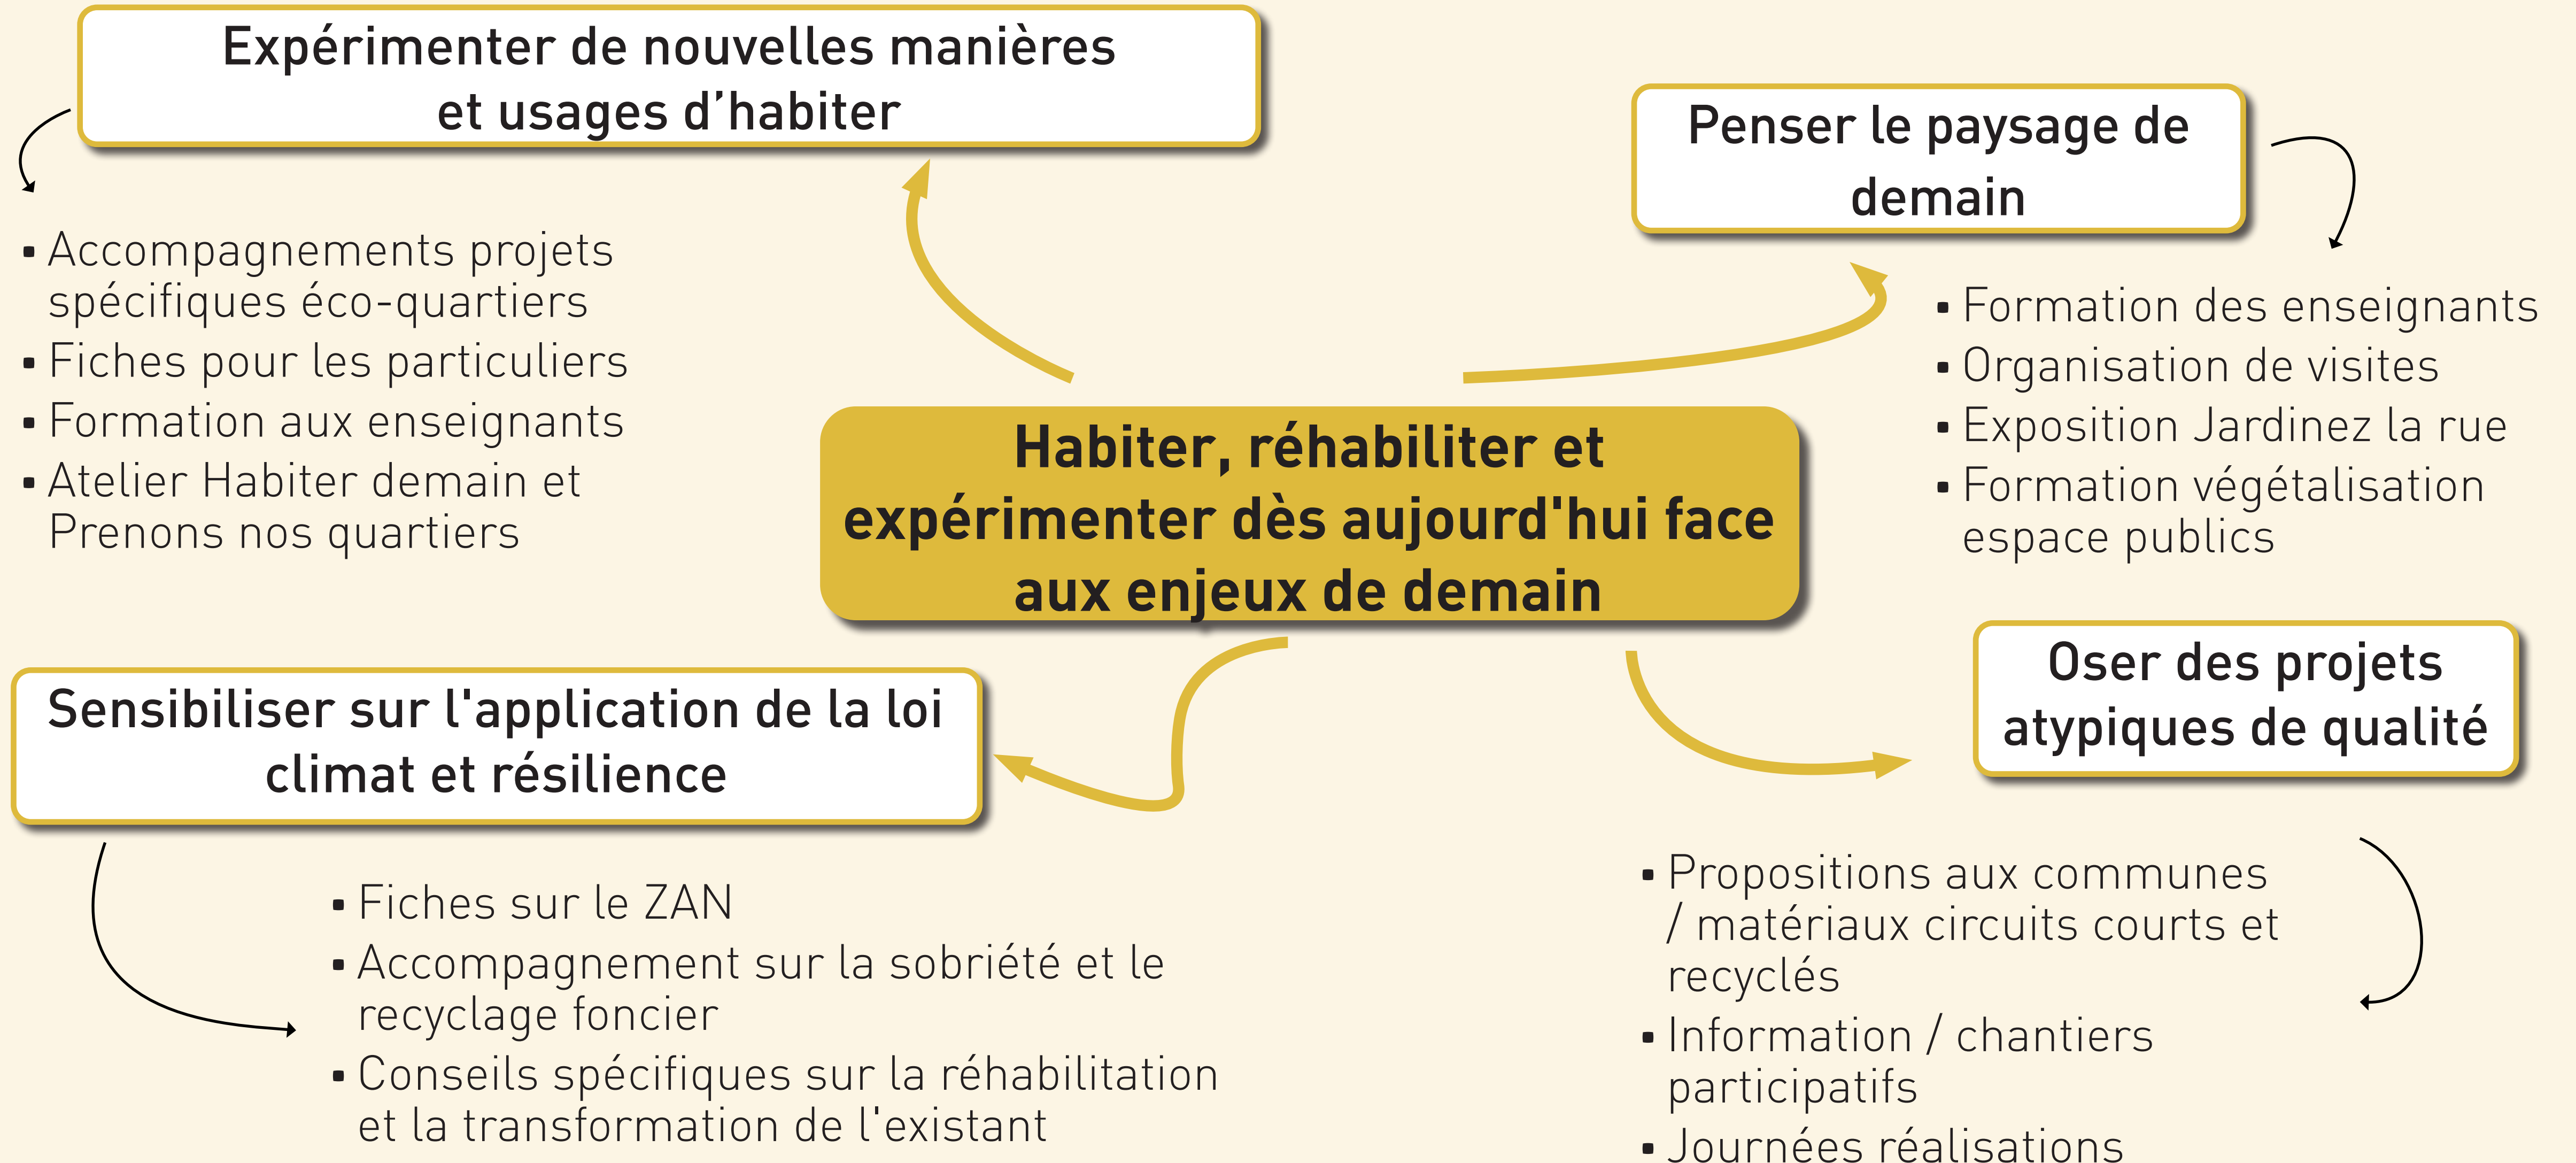 Expérimenter de nouvelles manières
et usages d’habiter
▪ Accompagnements projets
spécifiques éco-quartiers
▪ Fiches pour les particuliers
▪ Formation aux enseignants
▪ Atelier Habiter demain et
Prenons nos quartiers
Penser le paysage de
demain
▪ Formation des enseignants
▪ Organisation de visites
▪ Exposition Jardinez la rue
▪ Formation végétalisation
espace publics
Habiter, réhabiliter et
expérimenter dès aujourd'hui face
aux enjeux de demain
Sensibiliser sur l'application de la loi
climat et résilience
▪ Fiches sur le ZAN
▪ Accompagnement sur la sobriété et le
recyclage foncier
▪ Conseils spécifiques sur la réhabilitation
et la transformation de l'existant
Oser des projets
atypiques de qualité
▪ Propositions aux communes
/ matériaux circuits courts et
recyclés
▪ Information / chantiers
participatifs
▪ Journées réalisations